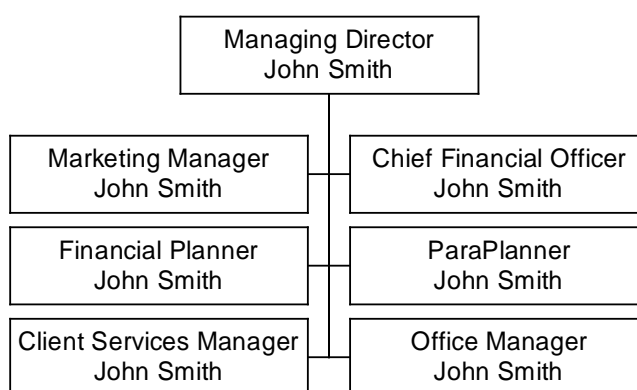 Managing Director
John Smith
Marketing Manager
John Smith
Chief Financial Officer
John Smith
Financial Planner
John Smith
ParaPlanner
John Smith
Client Services Manager
John Smith
Office Manager
John Smith